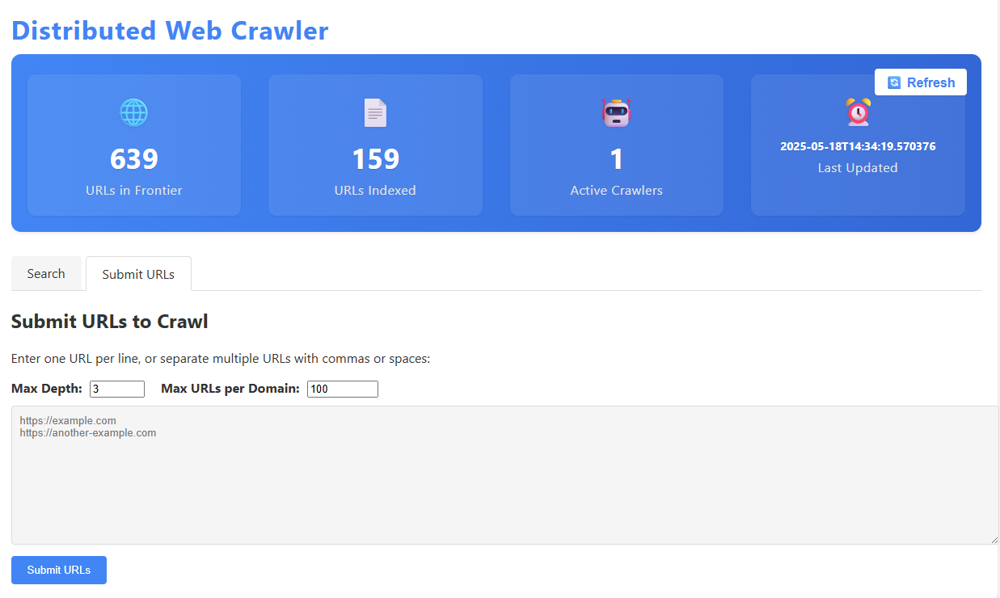 Distributed Web Crawler
Refresh
639
URLs in Frontier
159
URLs Indexed
1
Active Crawlers
2025-05-18T14:34:19.570376
Last Updated
Search
Submit URLs
Submit URLs to Crawl
Enter one URL per line, or separate multiple URLs with commas or spaces:
Max Depth: 3 Max URLs per Domain: 100
https://example.com
https://another-example.com
Submit URLs